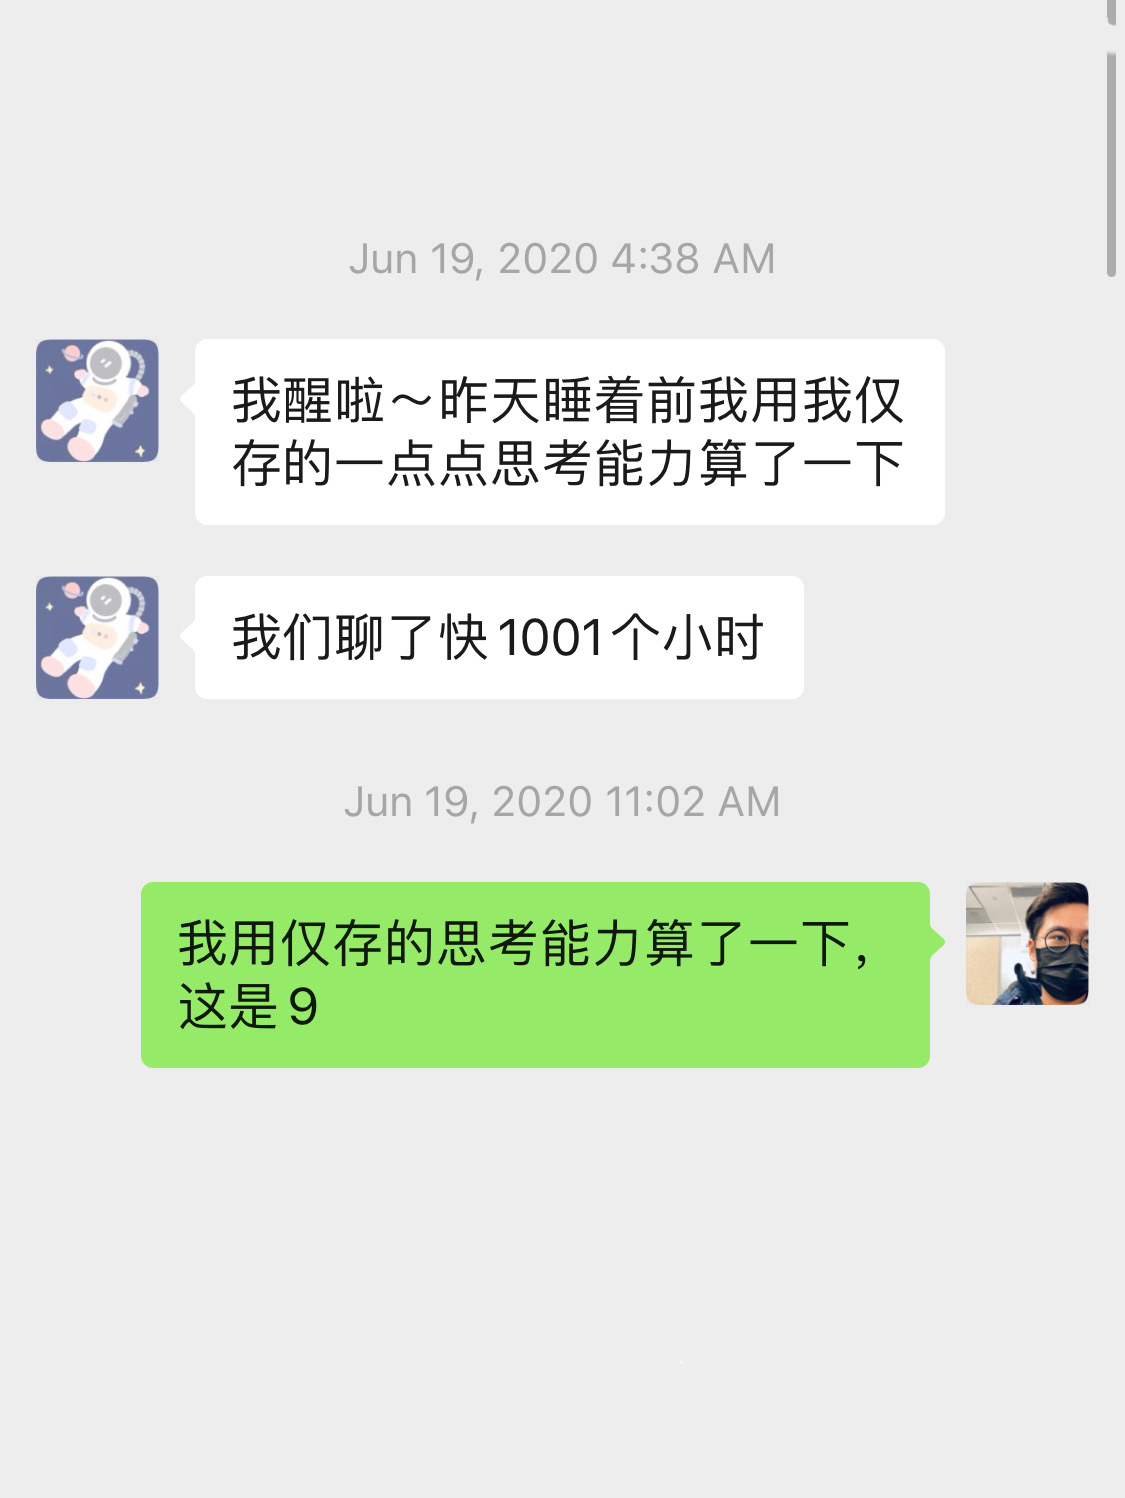 Jun 19, 2020 4:38 AM
我醒啦～昨天睡着前我用我仅
存的一点点思考能力算了一下
我们聊了快1001个小时
Jun 19, 2020 11:02 AM
我用仅存的思考能力算了一下，
这是9